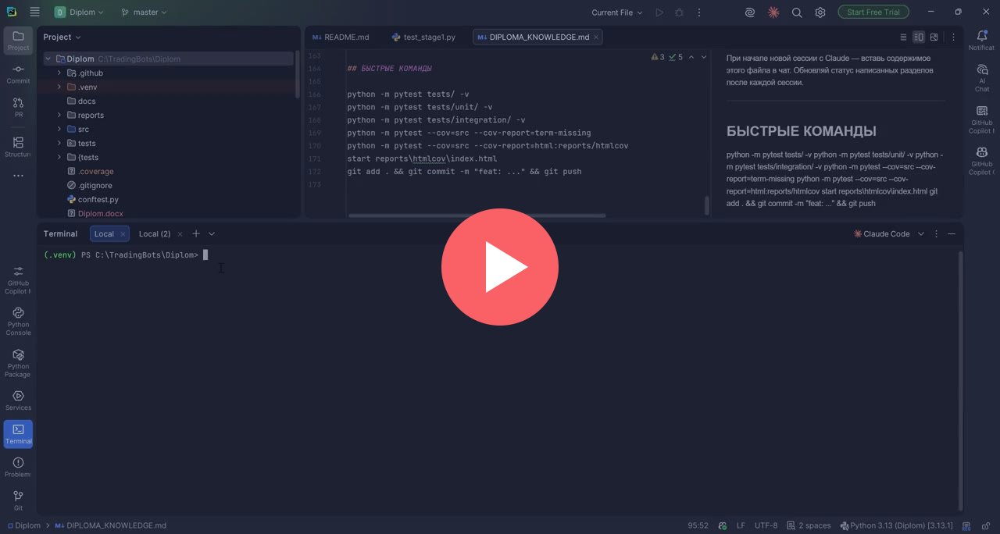 D Diplom
master
Current File
Start Free Trial
Project
Commit
PR
Structure
Project
Diplom C:\TradingBots\Diplom
.github
.venv
docs
reports
src
tests
{tests
.coverage
.gitignore
conftest.py
Diplom.docx
README.md
test_stage1.py
DIPLOMA_KNOWLEDGE.md
3 5
163
164 ## БЫСТРЫЕ КОМАНДЫ
165
166 python -m pytest tests/ -v
167 python -m pytest tests/unit/ -v
168 python -m pytest tests/integration/ -v
169 python -m pytest --cov=src --cov-report=term-missing
170 python -m pytest --cov=src --cov-report=html:reports/htmlcov
171 start reports\htmlcov\index.html
172 git add . && git commit -m "feat: ..." && git push
173
При начале новой сессии с Claude — вставь содержимое
этого файла в чат. Обновляй статус написанных разделов
после каждой сессии.
БЫСТРЫЕ КОМАНДЫ
python -m pytest tests/ -v python -m pytest tests/unit/ -v python -
m pytest tests/integration/ -v python -m pytest --cov=src --cov-
report=term-missing python -m pytest --cov=src --cov-
report=html:reports/htmlcov start reports\htmlcov\index.html git
add . && git commit -m "feat: ..." && git push
Notificat
AI
Chat
GitHub
Copilot
GitHub
Copilot
Terminal
Local
Local (2)
Claude Code
(.venv) PS C:\TradingBots\Diplom>
GitHub
Copilot
Python
Console
Python
Package
Services
Terminal
Problem
Git
Diplom > DIPLOMA_KNOWLEDGE.md
95:52
LF
UTF-8
2 spaces
Python 3.13 (Diplom) [3.13.1]